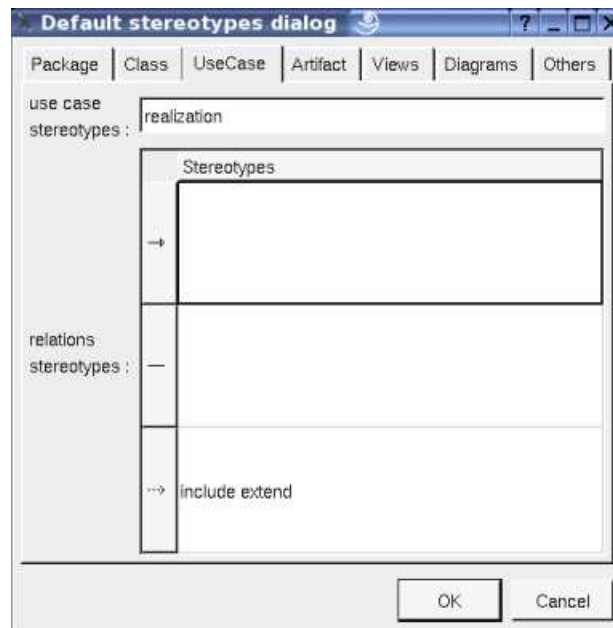 Default stereotypes dialog
Package Class UseCase Artifact Views Diagrams Others
use case
stereotypes :
realization
Stereotypes
relations
stereotypes :
include extend
OK Cancel